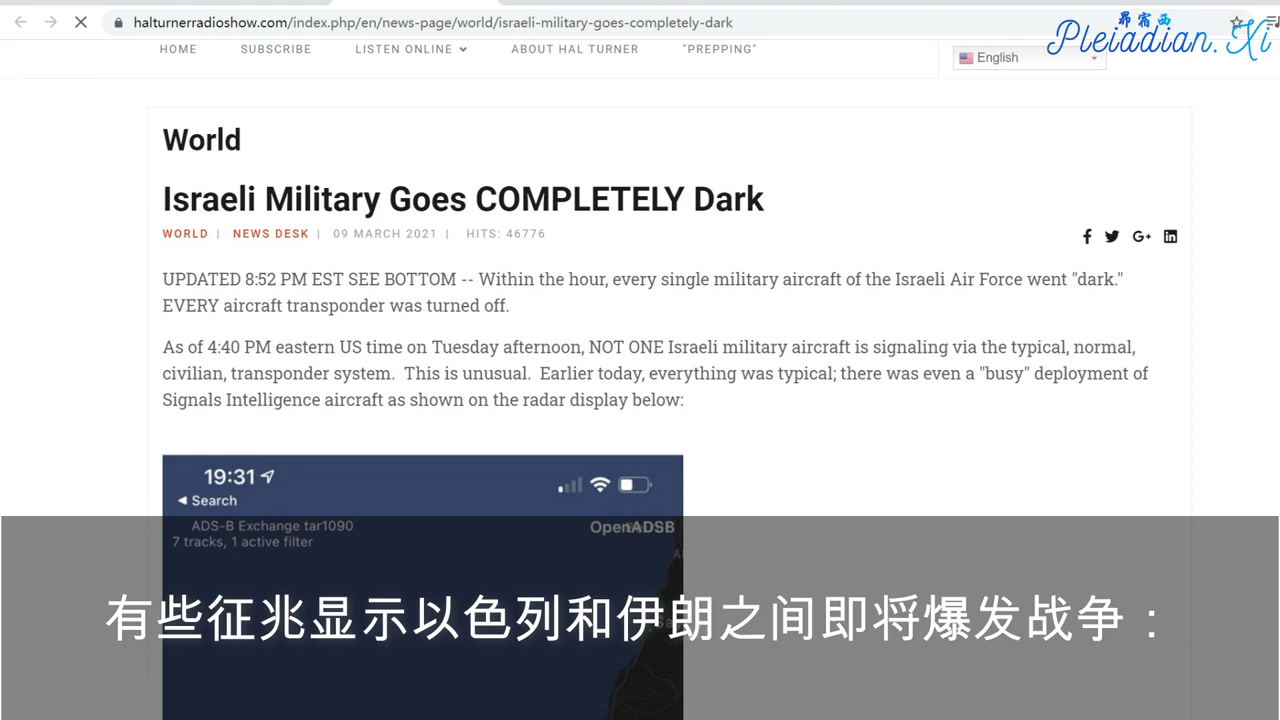 halturnerradioshow.com/index.php/en/news-page/world/israeli-military-goes-completely-dark
昴宿西
Pleiadian.Xi
HOME SUBSCRIBE LISTEN ONLINE ABOUT HAL TURNER "PREPPING"
English
World
Israeli Military Goes COMPLETELY Dark
WORLD | NEWS DESK | 09 MARCH 2021 | HITS: 46776
UPDATED 8:52 PM EST SEE BOTTOM -- Within the hour, every single military aircraft of the Israeli Air Force went "dark."
EVERY aircraft transponder was turned off.
As of 4:40 PM eastern US time on Tuesday afternoon, NOT ONE Israeli military aircraft is signaling via the typical, normal,
civilian, transponder system. This is unusual. Earlier today, everything was typical; there was even a "busy" deployment of
Signals Intelligence aircraft as shown on the radar display below:
19:31
Search
ADS-B Exchange tar1090
OpenADSB
7 tracks, 1 active filter
有些征兆显示以色列和伊朗之间即将爆发战争：